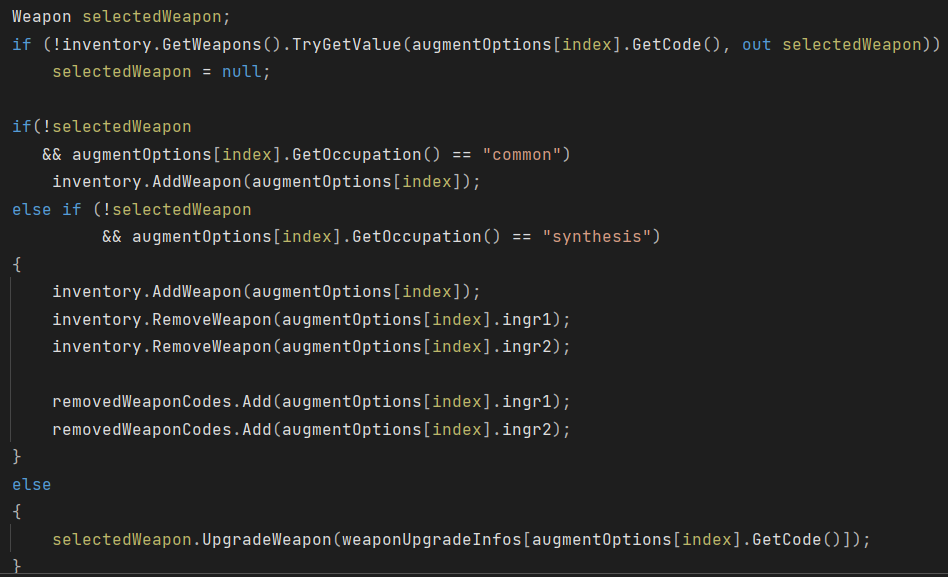 Weapon selectedWeapon;
if (!inventory.GetWeapons().TryGetValue(augmentOptions[index].GetCode(), out selectedWeapon))
    selectedWeapon = null;

if(!selectedWeapon
   && augmentOptions[index].GetOccupation() == "common")
    inventory.AddWeapon(augmentOptions[index]);
else if (!selectedWeapon
         && augmentOptions[index].GetOccupation() == "synthesis")
{
    inventory.AddWeapon(augmentOptions[index]);
    inventory.RemoveWeapon(augmentOptions[index].ingr1);
    inventory.RemoveWeapon(augmentOptions[index].ingr2);

    removedWeaponCodes.Add(augmentOptions[index].ingr1);
    removedWeaponCodes.Add(augmentOptions[index].ingr2);
}
else
{
    selectedWeapon.UpgradeWeapon(weaponUpgradeInfos[augmentOptions[index].GetCode()]);
}